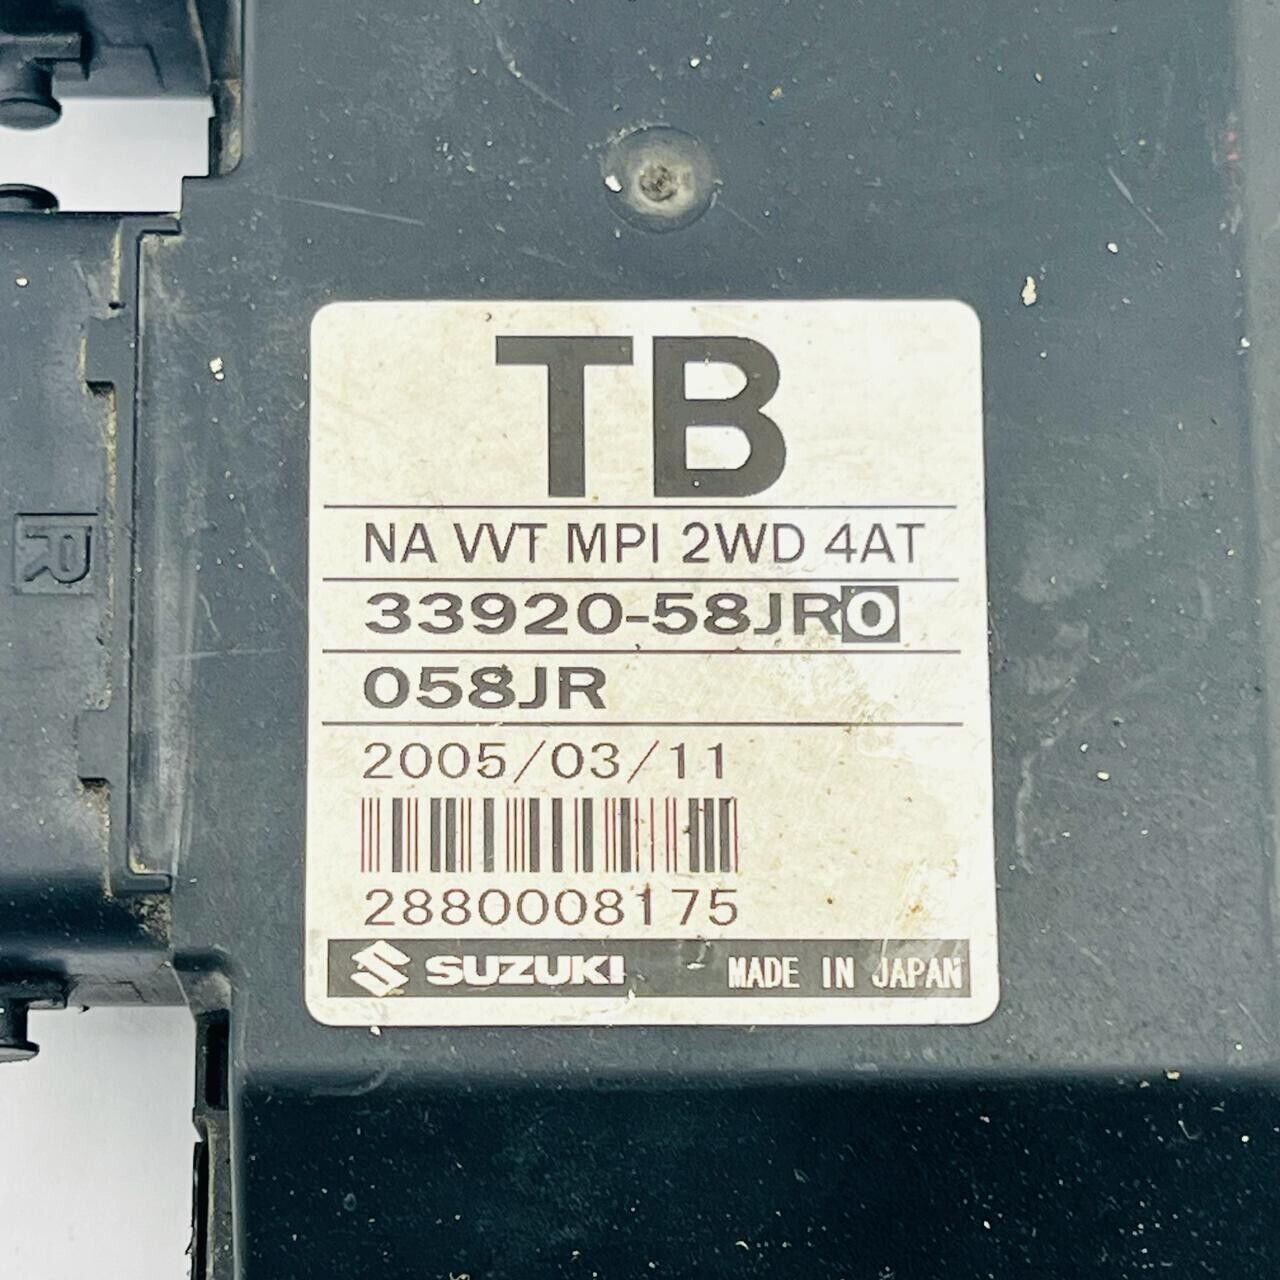 TB
NA VVT MPI 2WD 4AT
33920-58JR0
058JR
2005/03/11
2880008175
SUZUKI MADE IN JAPAN
R